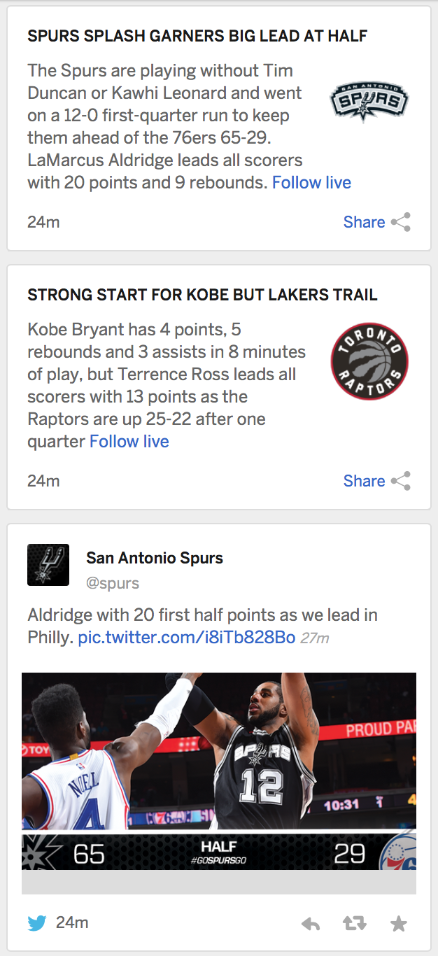 SPURS SPLASH GARNERS BIG LEAD AT HALF
The Spurs are playing without Tim
Duncan or Kawhi Leonard and went
on a 12-0 first-quarter run to keep
them ahead of the 76ers 65-29.
LaMarcus Aldridge leads all scorers
with 20 points and 9 rebounds. Follow live
SAN ANTONIO
SPURS
24m
Share
STRONG START FOR KOBE BUT LAKERS TRAIL
Kobe Bryant has 4 points, 5
rebounds and 3 assists in 8 minutes
of play, but Terrence Ross leads all
scorers with 13 points as the
Raptors are up 25-22 after one
quarter Follow live
TORONTO
RAPTORS
24m
Share
San Antonio Spurs
@spurs
Aldridge with 20 first half points as we lead in
Philly. pic.twitter.com/i8iTb828Bo 27m
PROUD PAR
TOY
NOEL
4
SPURS
12
10:31
65
HALF
#GOSPURSGO
29
24m